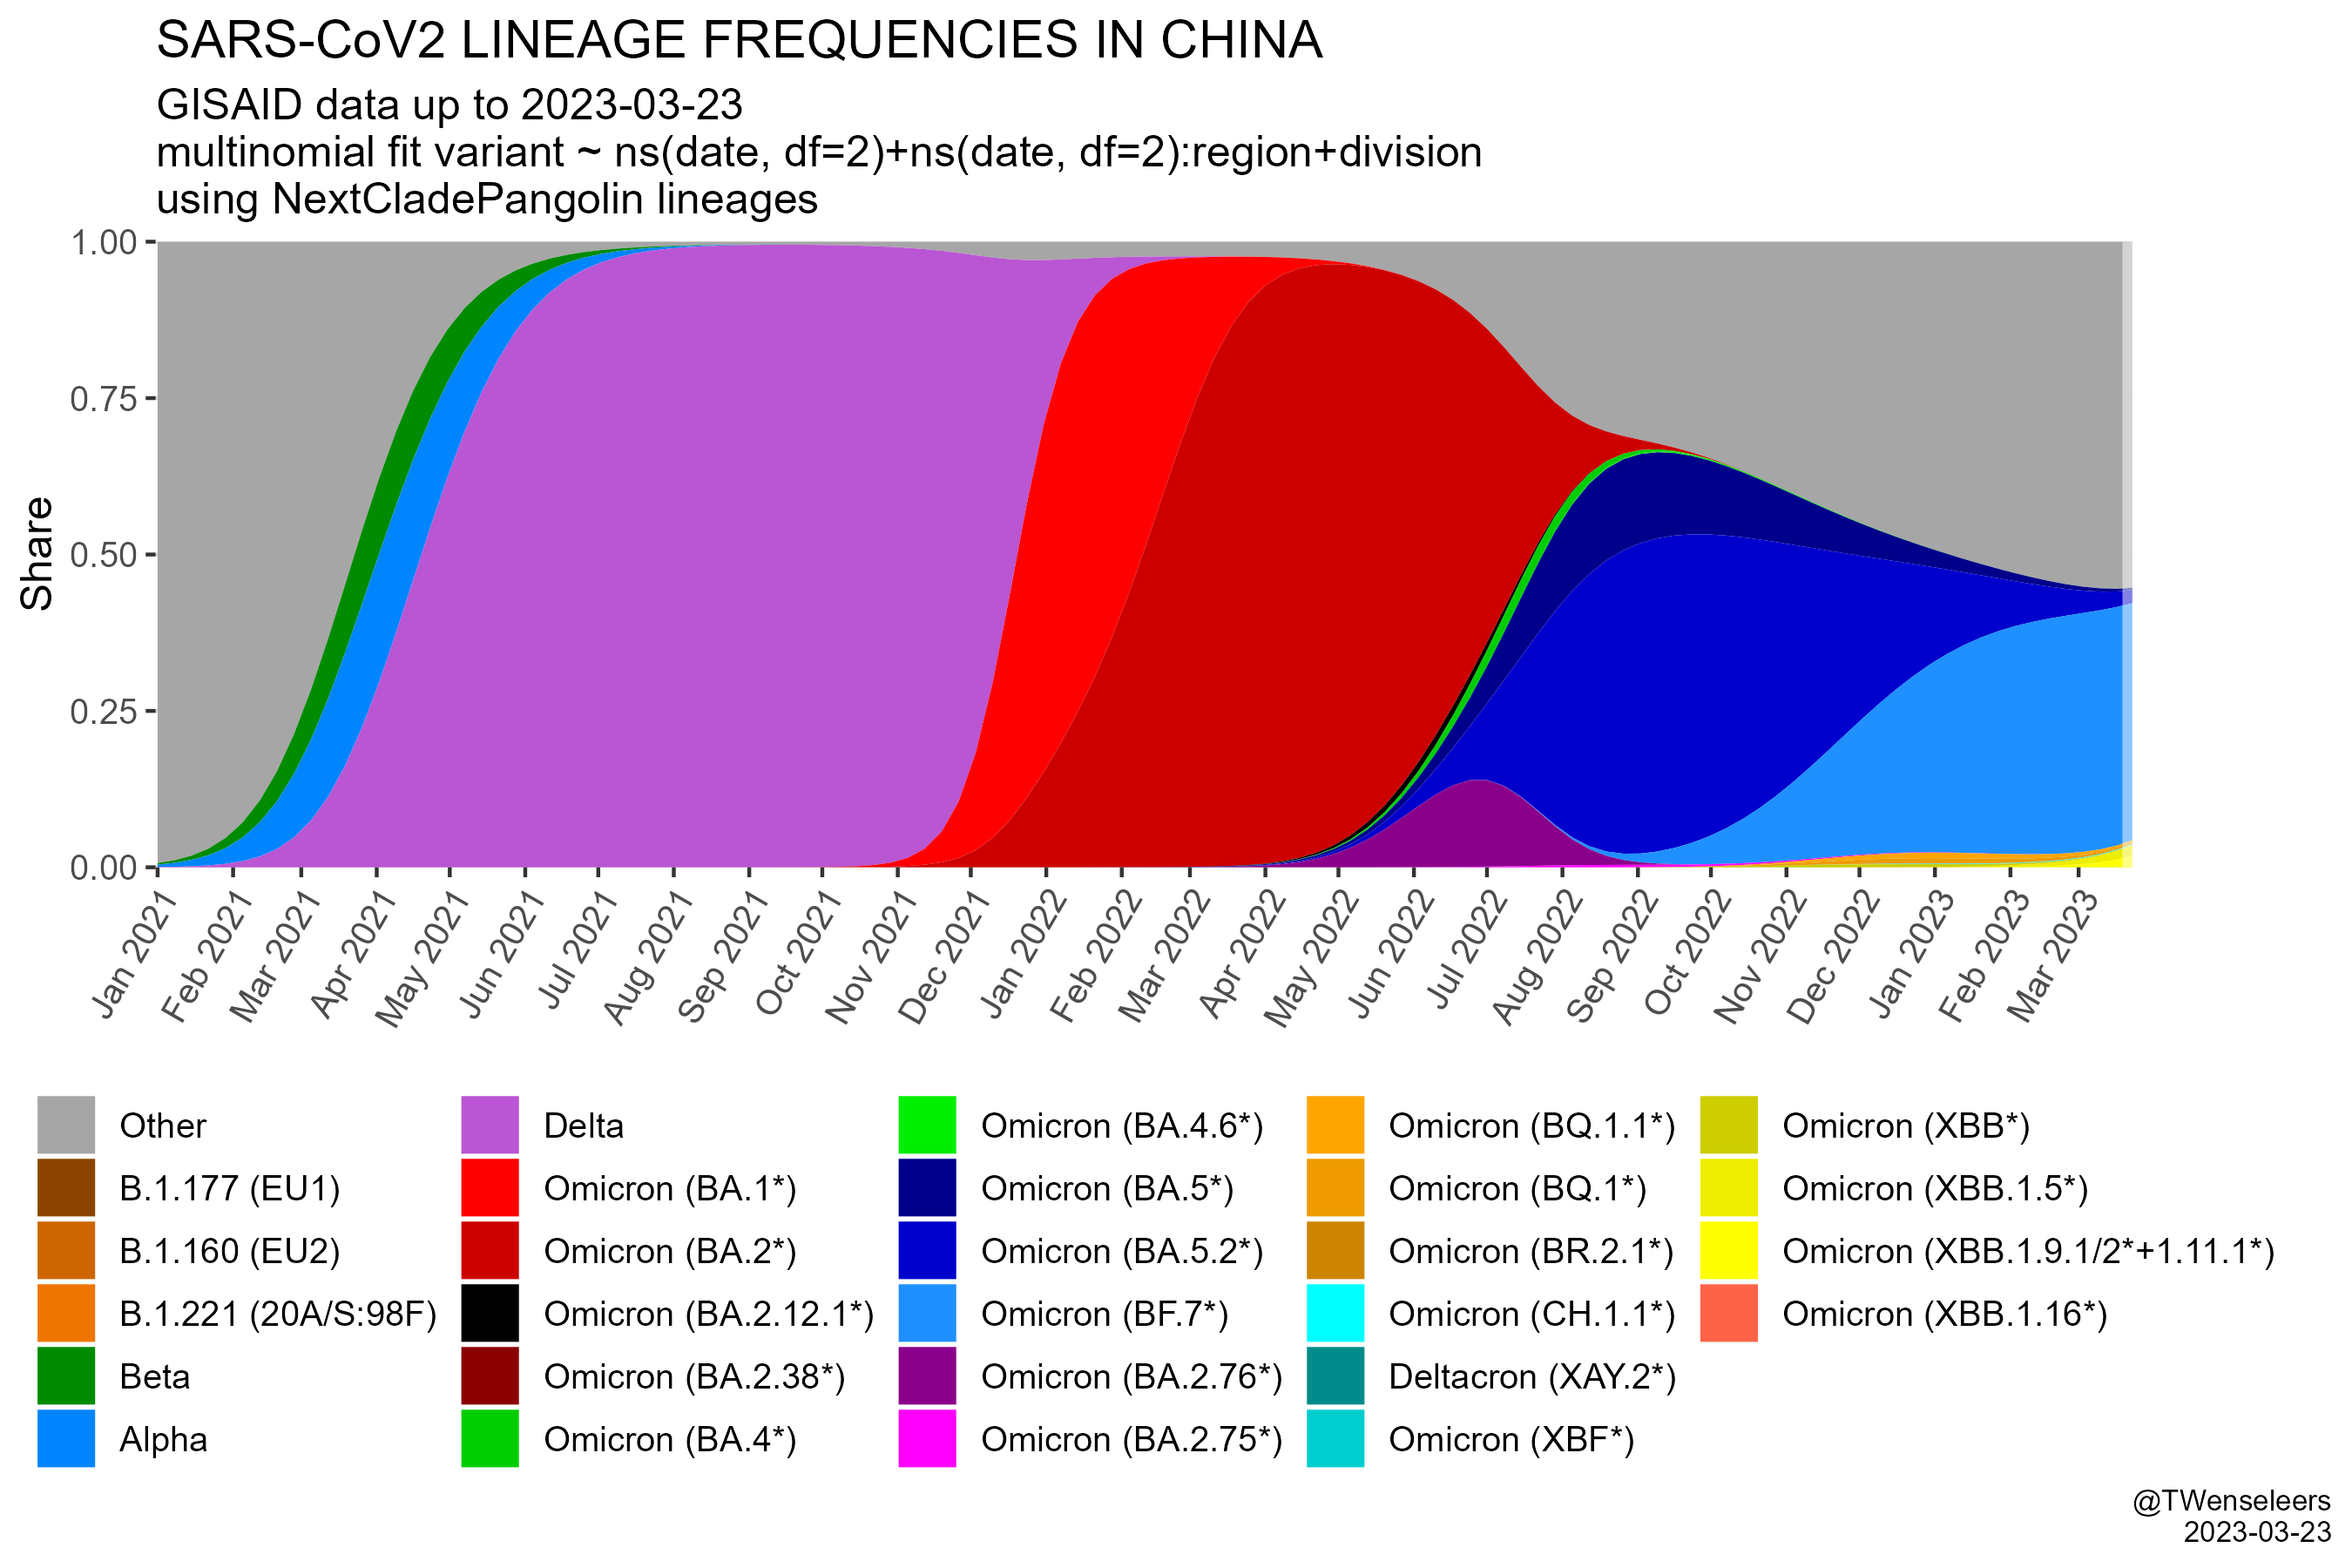 SARS-CoV2 LINEAGE FREQUENCIES IN CHINA
GISAID data up to 2023-03-23
multinomial fit variant ~ ns(date, df=2)+ns(date, df=2):region+division
using NextCladePangolin lineages
Share
1.00
0.75
0.50
0.25
0.00
Jan 2021
Feb 2021
Mar 2021
Apr 2021
May 2021
Jun 2021
Jul 2021
Aug 2021
Sep 2021
Oct 2021
Nov 2021
Dec 2021
Jan 2022
Feb 2022
Mar 2022
Apr 2022
May 2022
Jun 2022
Jul 2022
Aug 2022
Sep 2022
Oct 2022
Nov 2022
Dec 2022
Jan 2023
Feb 2023
Mar 2023
Other
B.1.177 (EU1)
B.1.160 (EU2)
B.1.221 (20A/S:98F)
Beta
Alpha
Delta
Omicron (BA.1*)
Omicron (BA.2*)
Omicron (BA.2.12.1*)
Omicron (BA.2.38*)
Omicron (BA.4*)
Omicron (BA.4.6*)
Omicron (BA.5*)
Omicron (BA.5.2*)
Omicron (BF.7*)
Omicron (BA.2.76*)
Omicron (BA.2.75*)
Omicron (BQ.1.1*)
Omicron (BQ.1*)
Omicron (BR.2.1*)
Omicron (CH.1.1*)
Deltacron (XAY.2*)
Omicron (XBF*)
Omicron (XBB*)
Omicron (XBB.1.5*)
Omicron (XBB.1.9.1/2*+1.11.1*)
Omicron (XBB.1.16*)
@TWenseleers
2023-03-23